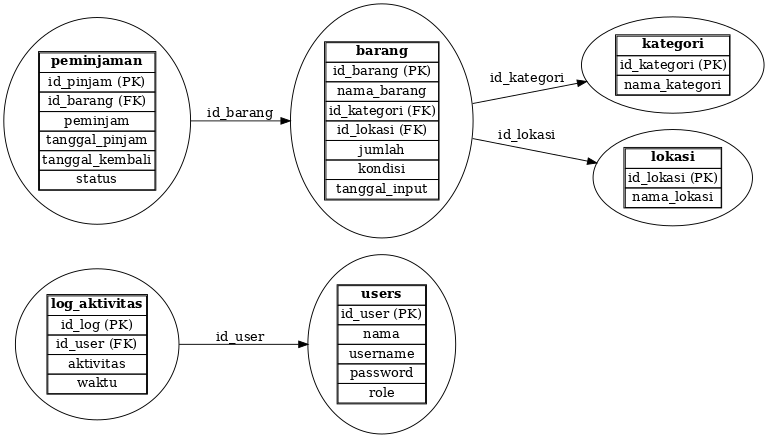 peminjaman
id_pinjam (PK)
id_barang (FK)
peminjam
tanggal_pinjam
tanggal_kembali
status
id_barang
barang
id_barang (PK)
nama_barang
id_kategori (FK)
id_lokasi (FK)
jumlah
kondisi
tanggal_input
id_kategori
kategori
id_kategori (PK)
nama_kategori
id_lokasi
lokasi
id_lokasi (PK)
nama_lokasi
log_aktivitas
id_log (PK)
id_user (FK)
aktivitas
waktu
id_user
users
id_user (PK)
nama
username
password
role